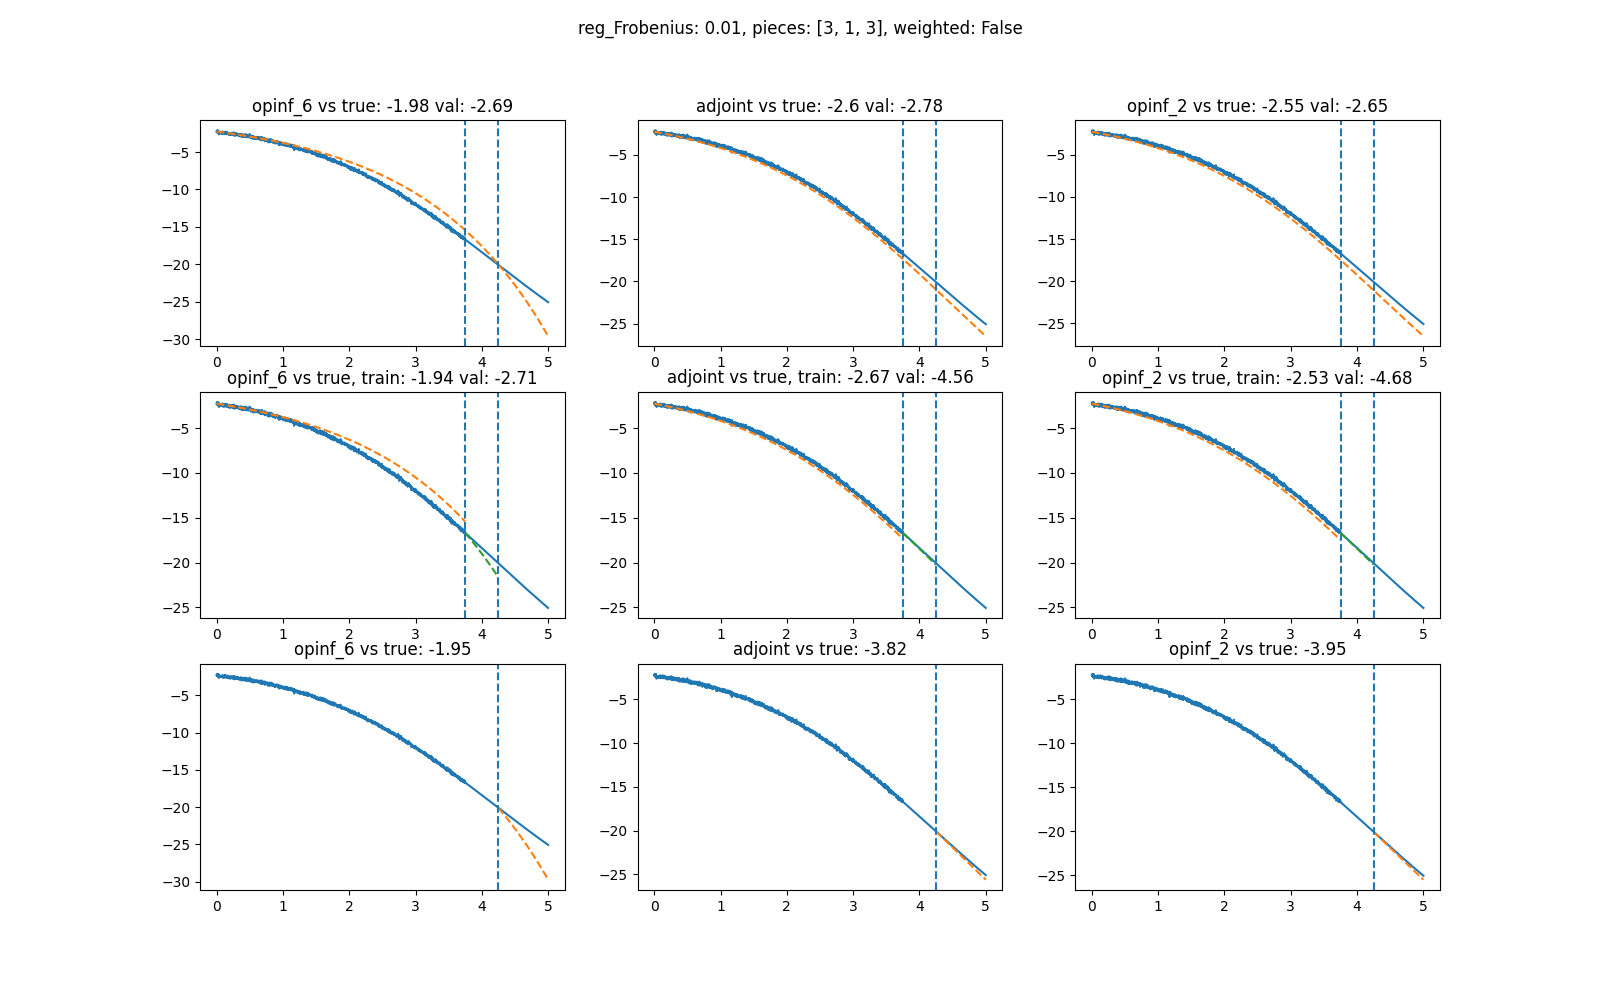 reg_Frobenius: 0.01, pieces: [3, 1, 3], weighted: False
opinf_6 vs true: -1.98 val: -2.69
−5
−10
−15
−20
−25
−30
0 1 2 3 4 5
adjoint vs true: -2.6 val: -2.78
−5
−10
−15
−20
−25
0 1 2 3 4 5
opinf_2 vs true: -2.55 val: -2.65
−5
−10
−15
−20
−25
0 1 2 3 4 5
opinf_6 vs true, train: -1.94 val: -2.71
−5
−10
−15
−20
−25
0 1 2 3 4 5
adjoint vs true, train: -2.67 val: -4.56
−5
−10
−15
−20
−25
0 1 2 3 4 5
opinf_2 vs true, train: -2.53 val: -4.68
−5
−10
−15
−20
−25
0 1 2 3 4 5
opinf_6 vs true: -1.95
−5
−10
−15
−20
−25
−30
0 1 2 3 4 5
adjoint vs true: -3.82
−5
−10
−15
−20
−25
0 1 2 3 4 5
opinf_2 vs true: -3.95
−5
−10
−15
−20
−25
0 1 2 3 4 5